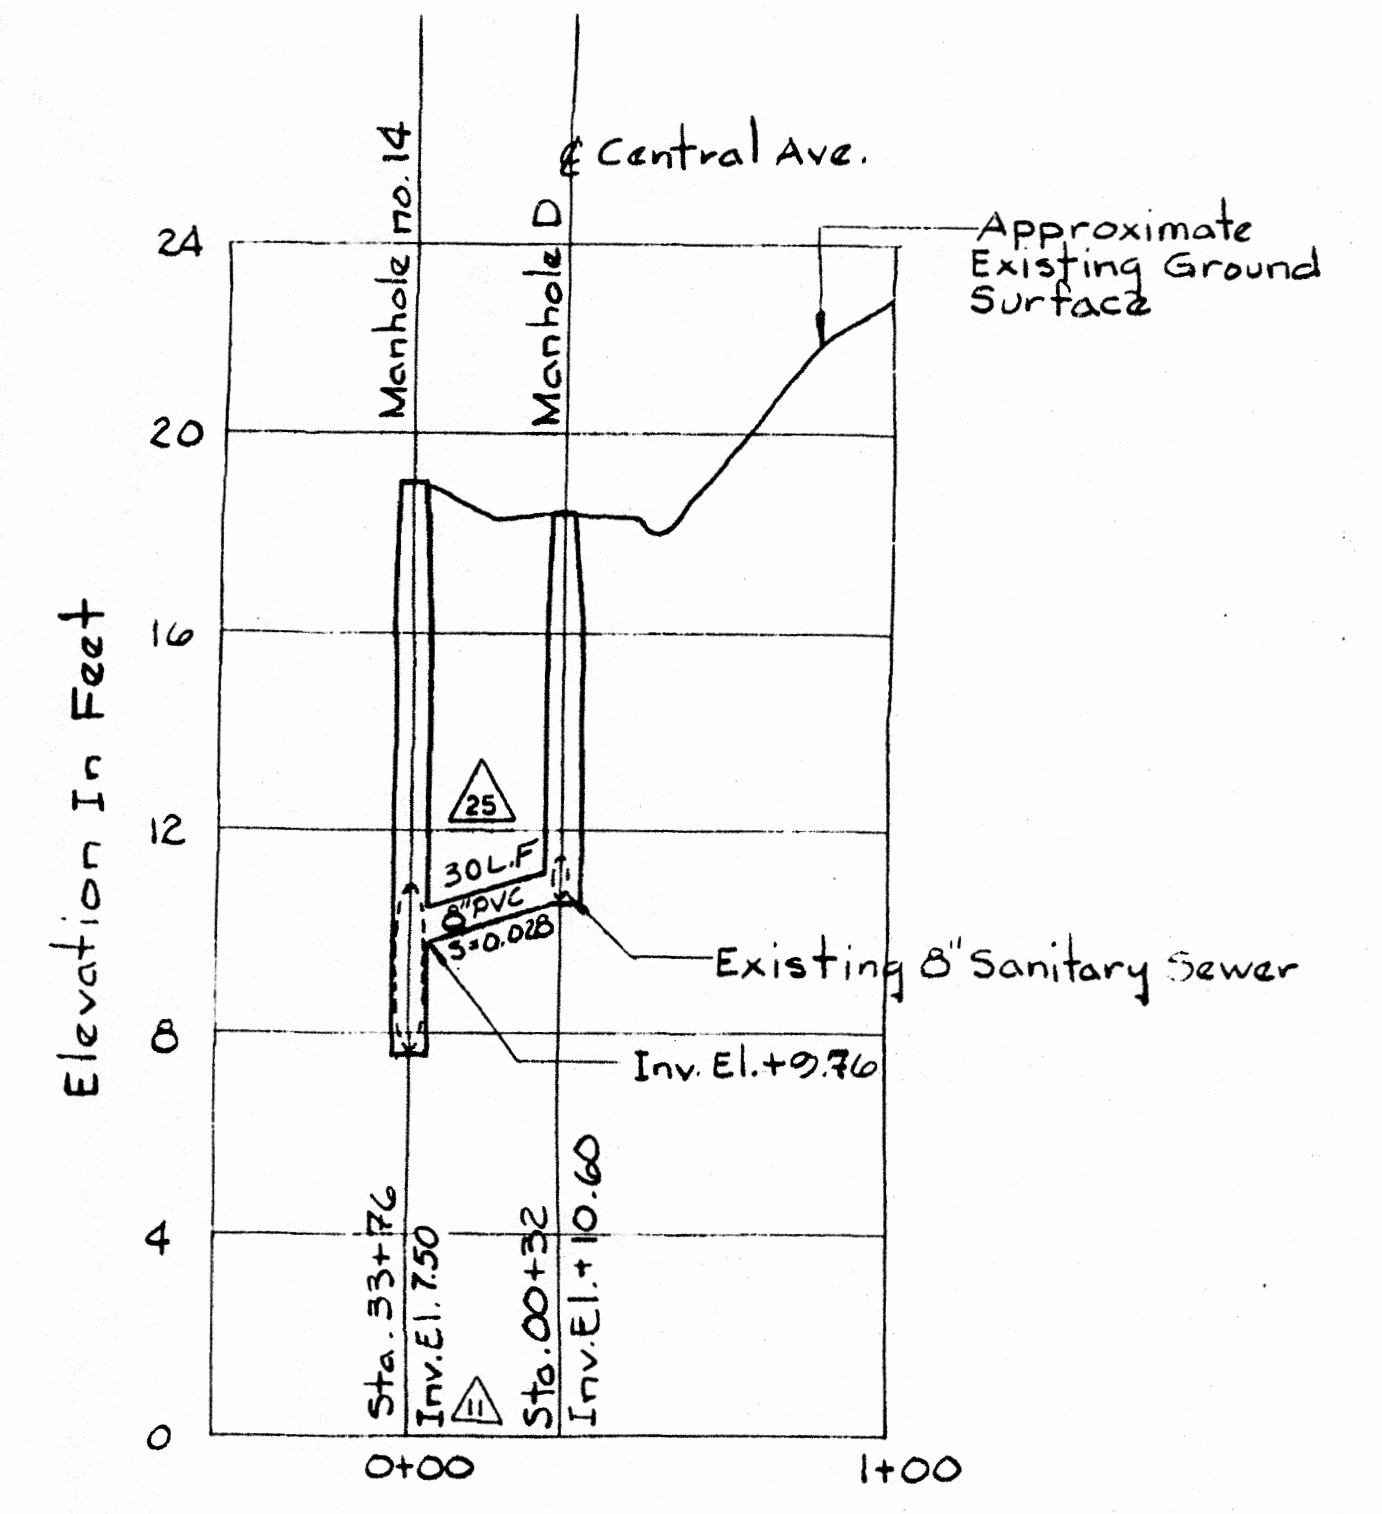 Manhole no. 14
Manhole D
℄ Central Ave.
Approximate
Existing Ground
Surface
24
20
16
12
8
4
0
Elevation In Feet
25
30 L.F
8" PVC
S=0.028
Existing 8" Sanitary Sewer
Inv. El.+9.76
Sta. 33+76
Inv. El. 7.50
11
Sta. 00+32
Inv. El.+10.60
0+00
1+00